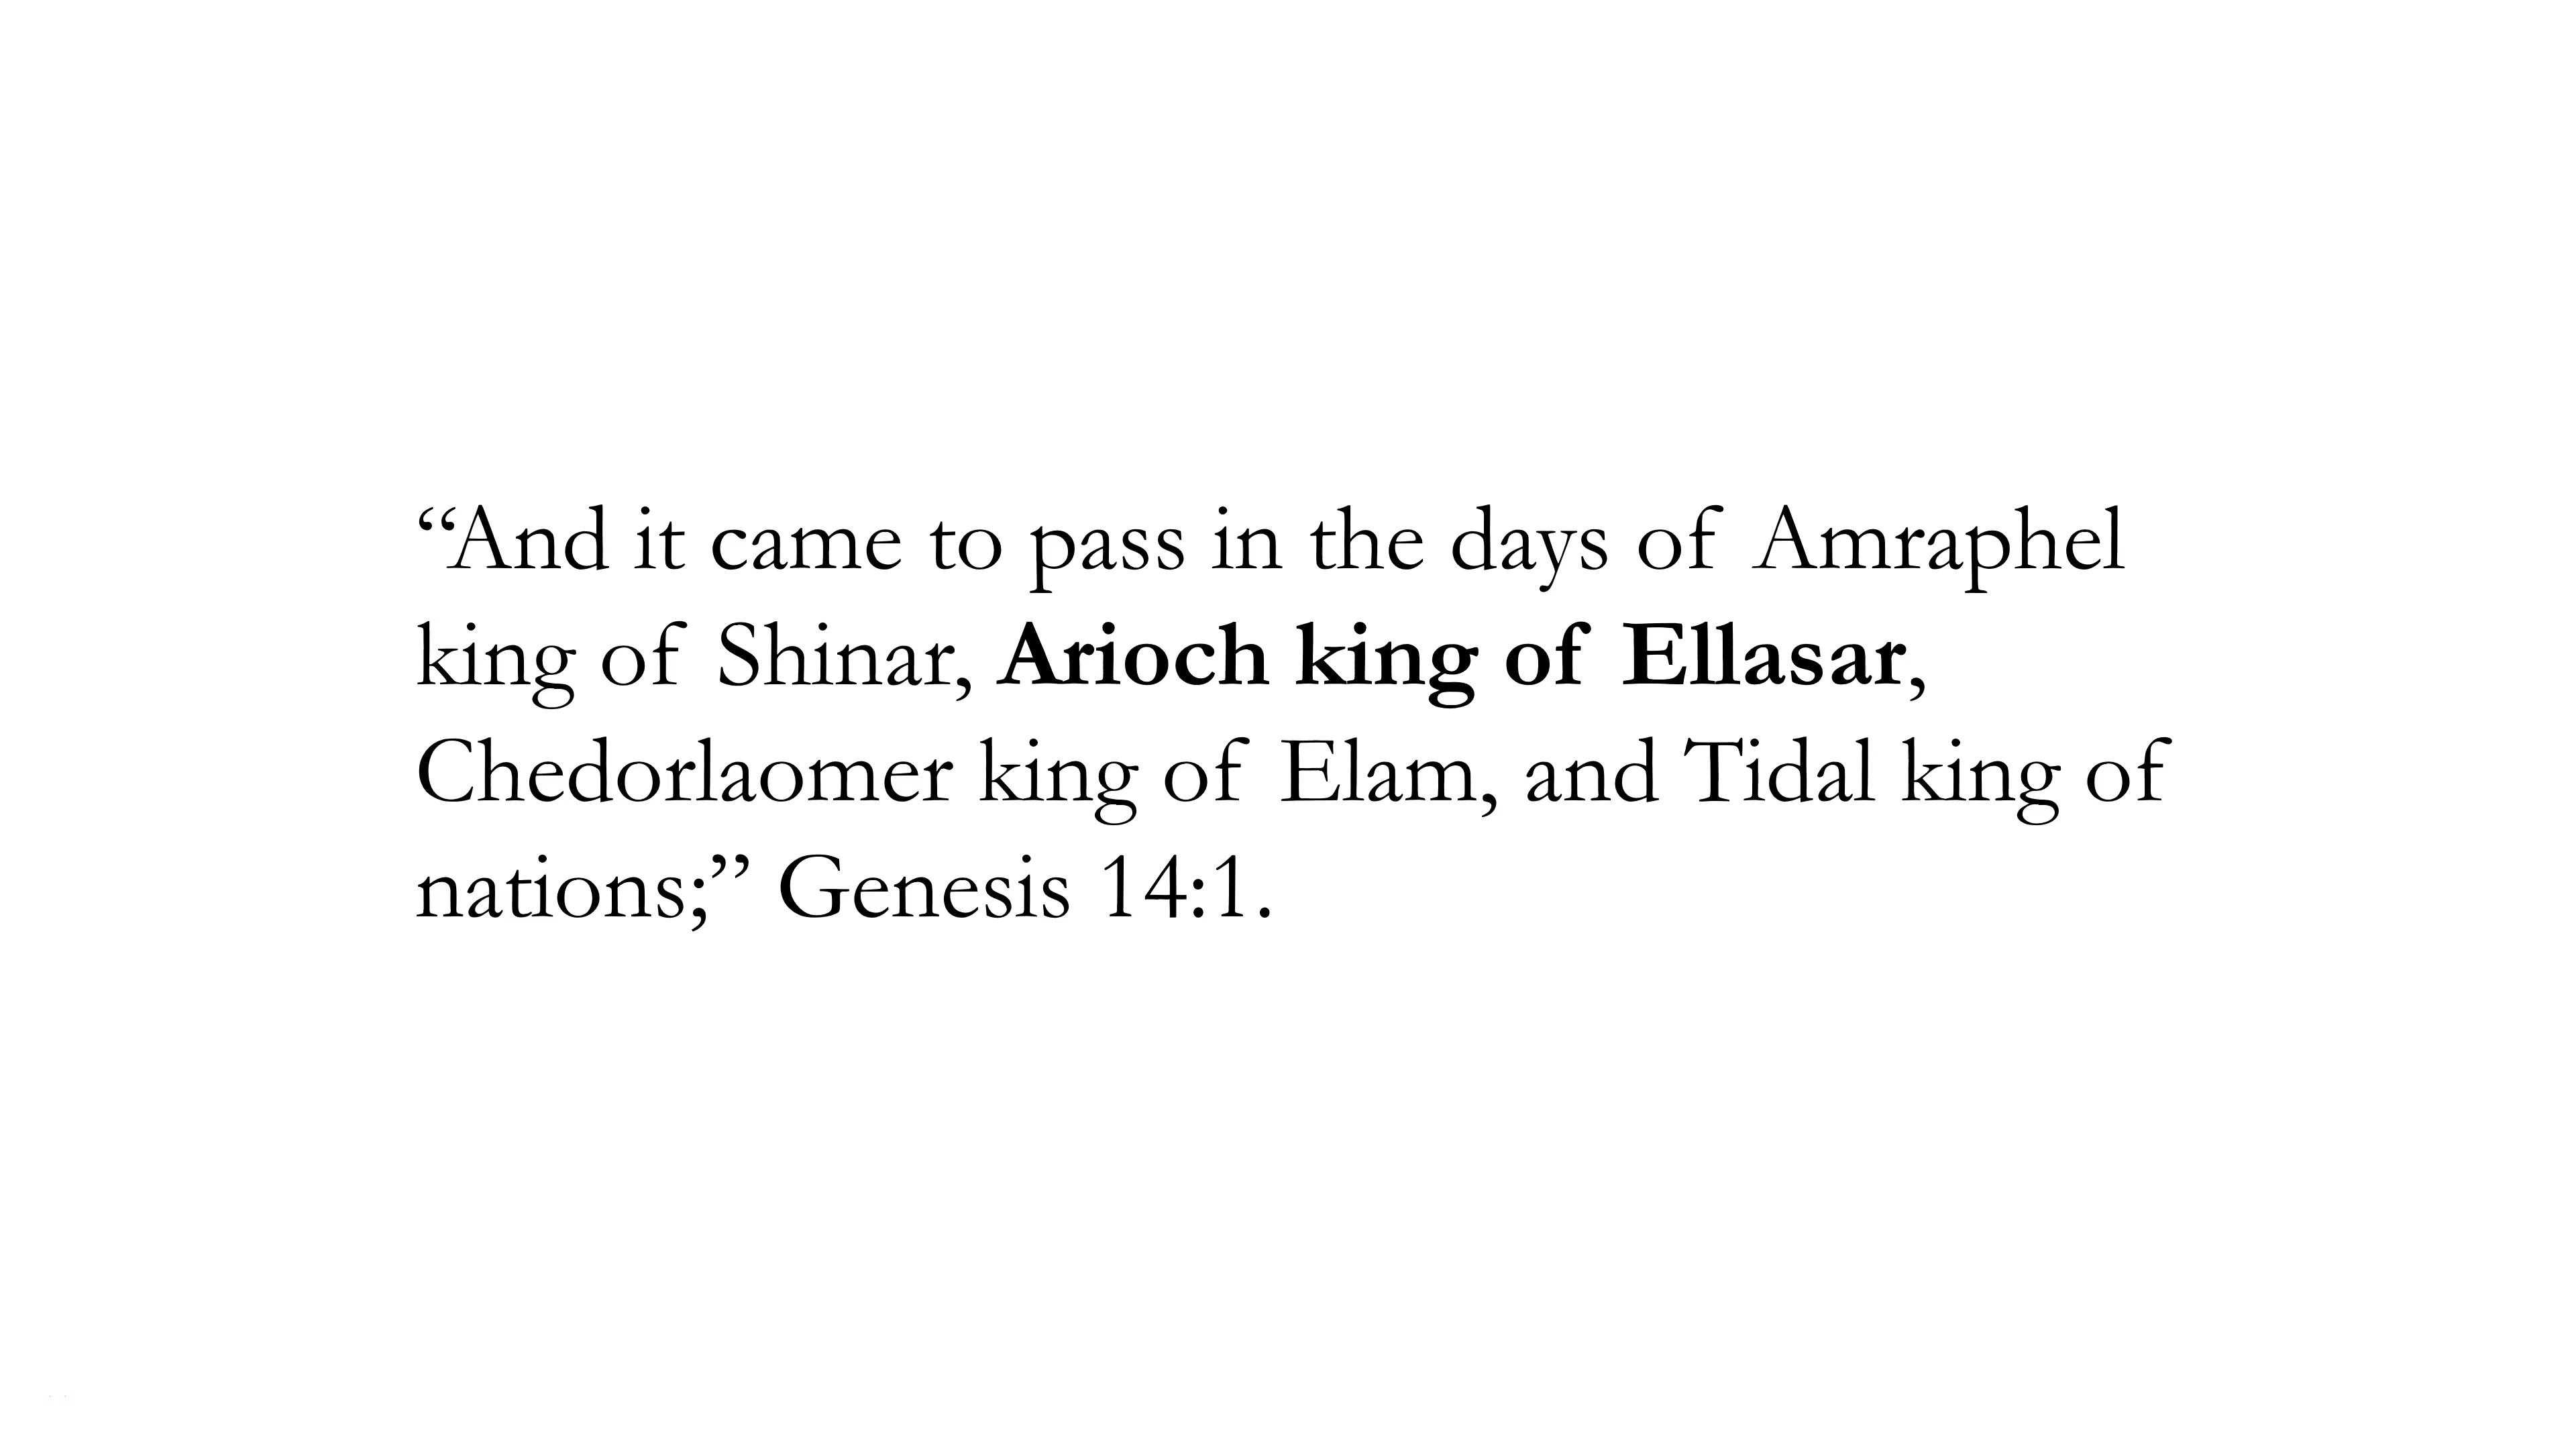 “And it came to pass in the days of Amraphel
king of Shinar, Arioch king of Ellasar,
Chedorlaomer king of Elam, and Tidal king of
nations;” Genesis 14:1.